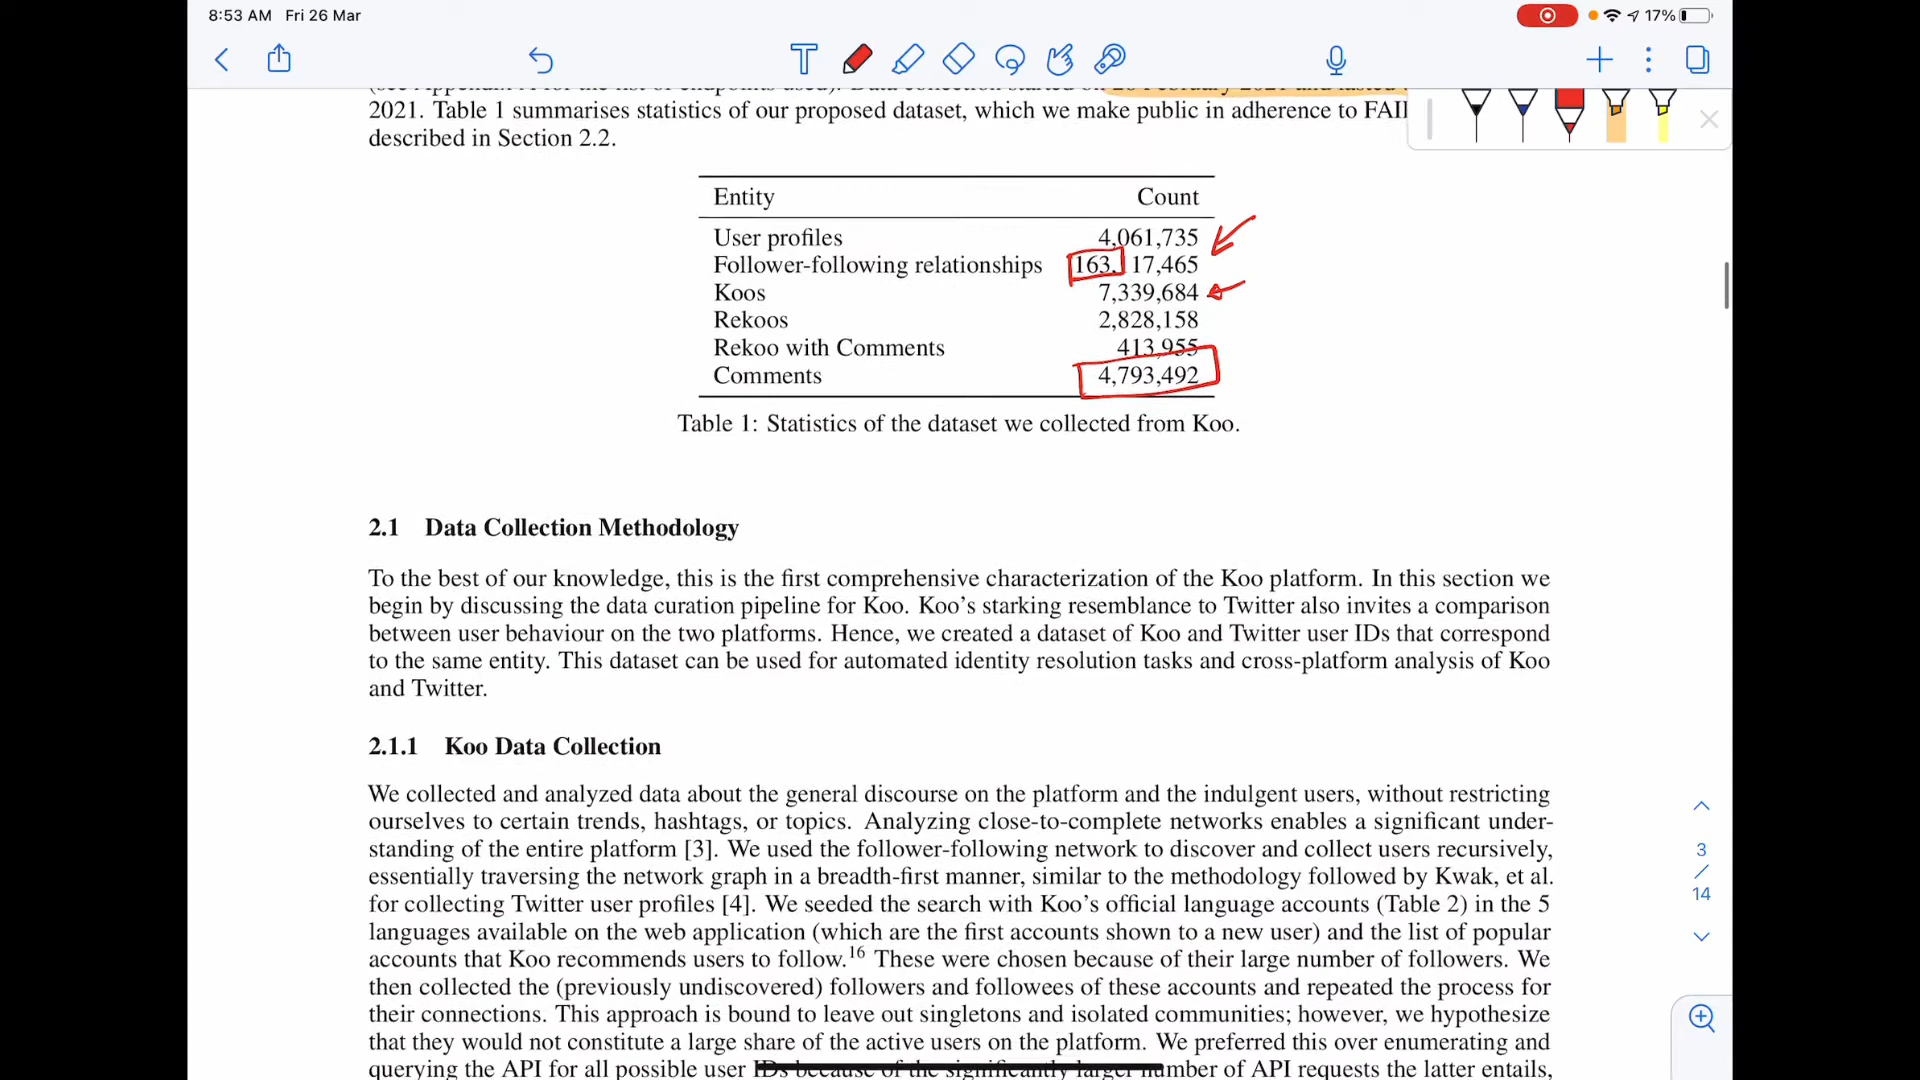 8:53 AM Fri 26 Mar
17%
2021. Table 1 summarises statistics of our proposed dataset, which we make public in adherence to
described in Section 2.2.
Entity Count
User profiles 4,061,735
Follower-following relationships 163, 17,465
Koos 7,339,684
Rekoos 2,828,158
Rekoo with Comments 413,955
Comments 4,793,492
Table 1: Statistics of the dataset we collected from Koo.
2.1 Data Collection Methodology
To the best of our knowledge, this is the first comprehensive characterization of the Koo platform. In this section we
begin by discussing the data curation pipeline for Koo. Koo's starking resemblance to Twitter also invites a comparison
between user behaviour on the two platforms. Hence, we created a dataset of Koo and Twitter user IDs that correspond
to the same entity. This dataset can be used for automated identity resolution tasks and cross-platform analysis of Koo
and Twitter.
2.1.1 Koo Data Collection
We collected and analyzed data about the general discourse on the platform and the indulgent users, without restricting
ourselves to certain trends, hashtags, or topics. Analyzing close-to-complete networks enables a significant under-
standing of the entire platform [3]. We used the follower-following network to discover and collect users recursively,
essentially traversing the network graph in a breadth-first manner, similar to the methodology followed by Kwak, et al.
for collecting Twitter user profiles [4]. We seeded the search with Koo's official language accounts (Table 2) in the 5
languages available on the web application (which are the first accounts shown to a new user) and the list of popular
accounts that Koo recommends users to follow.16 These were chosen because of their large number of followers. We
then collected the (previously undiscovered) followers and followees of these accounts and repeated the process for
their connections. This approach is bound to leave out singletons and isolated communities; however, we hypothesize
that they would not constitute a large share of the active users on the platform. We preferred this over enumerating and
querying the API for all possible user IDs because of the significantly larger number of API requests the latter entails,
3
/
14